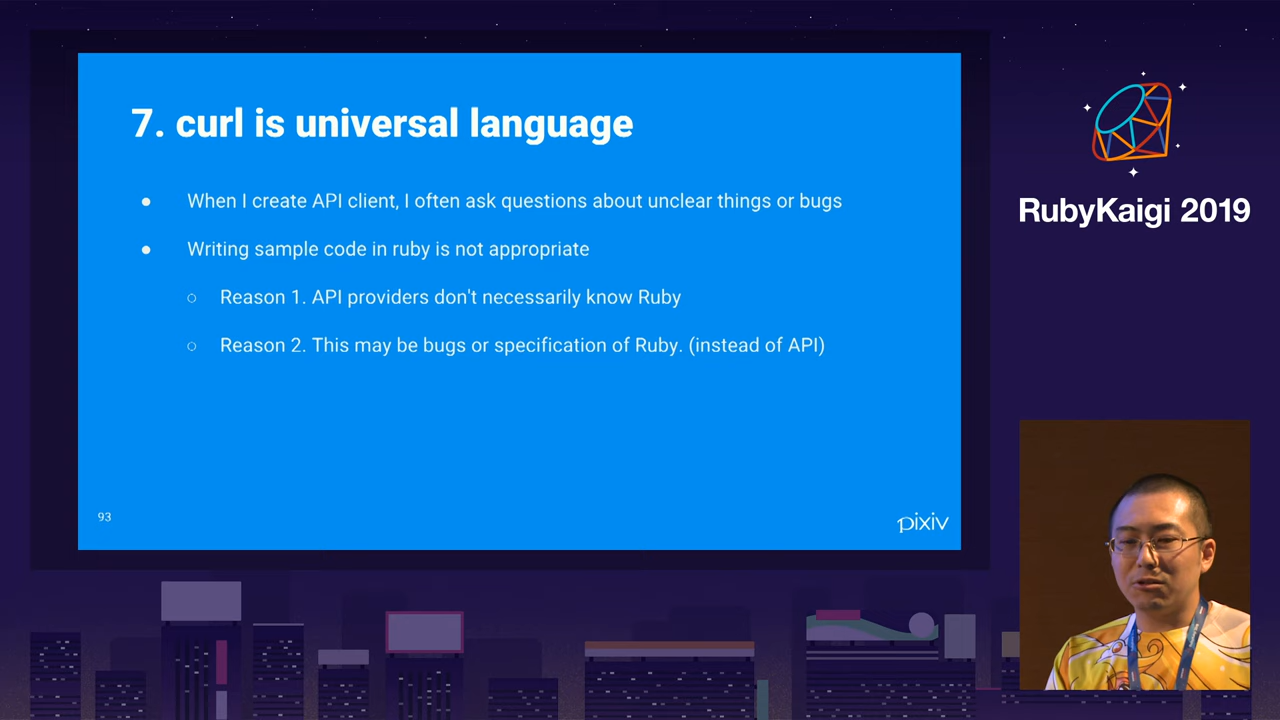 7. curl is universal language
● When I create API client, I often ask questions about unclear things or bugs
● Writing sample code in ruby is not appropriate
○ Reason 1. API providers don't necessarily know Ruby
○ Reason 2. This may be bugs or specification of Ruby. (instead of API)
93
pixiv
RubyKaigi 2019